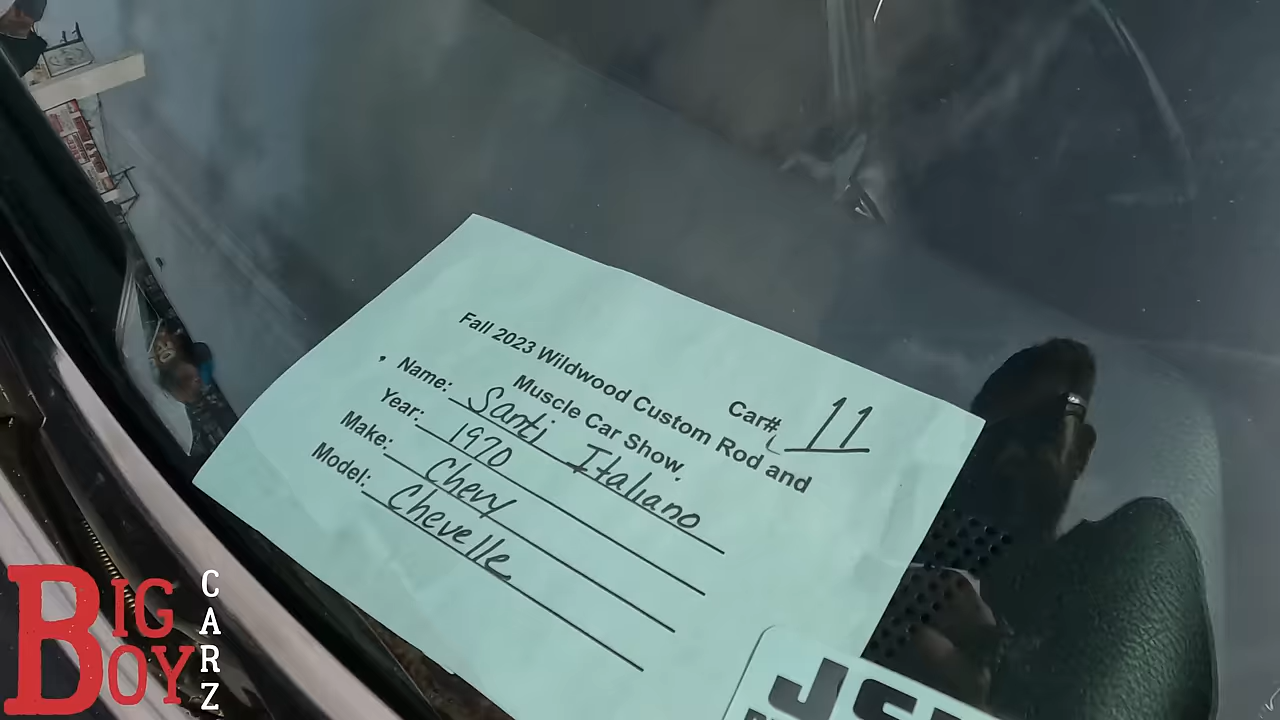 Car# 11
Fall 2023 Wildwood Custom Rod and
Muscle Car Show.
Name: Santi Italiano
Year: 1970
Make: Chevy
Model: Chevelle
BIG
BOY
CARZ